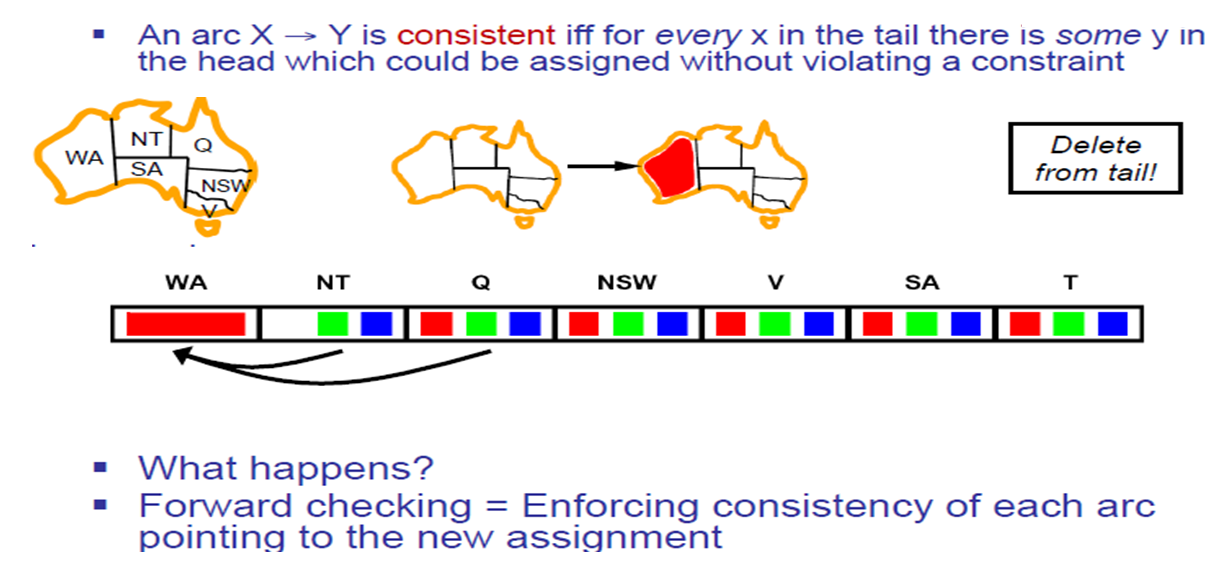 ▪ An arc X → Y is consistent iff for every x in the tail there is some y in
the head which could be assigned without violating a constraint
WA
NT
Q
SA
NSW
V
Delete
from tail!
WA NT Q NSW V SA T
▪ What happens?
▪ Forward checking = Enforcing consistency of each arc
pointing to the new assignment